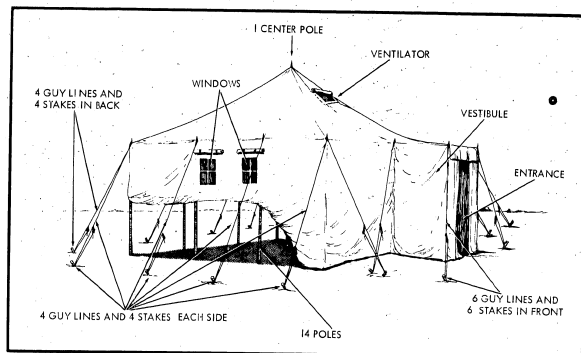 1 CENTER POLE
VENTILATOR
4 GUY LINES AND
4 STAKES IN BACK
WINDOWS
VESTIBULE
ENTRANCE
6 GUY LINES AND
6 STAKES IN FRONT
4 GUY LINES AND 4 STAKES EACH SIDE
14 POLES